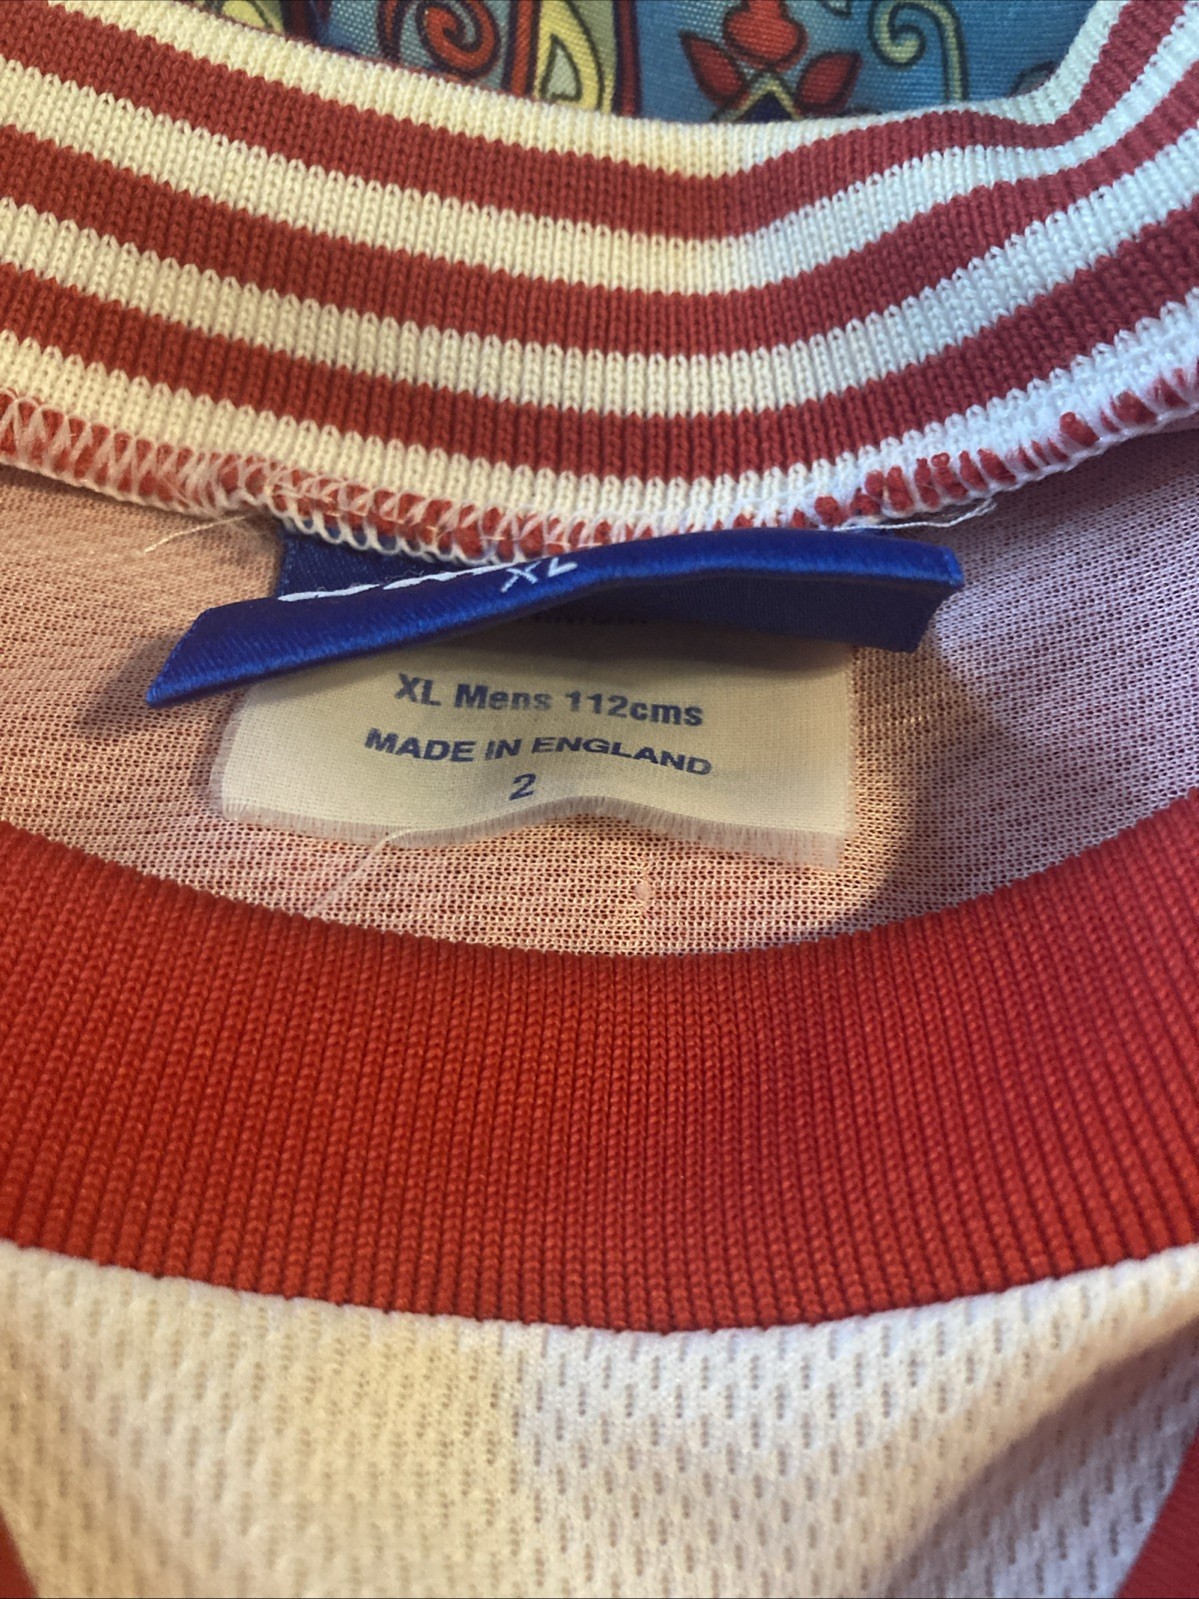 XL
XL Mens 112cms
MADE IN ENGLAND
2